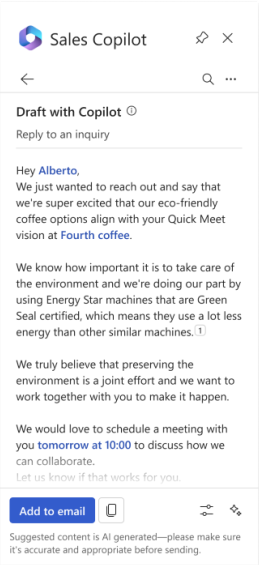 Sales Copilot
Draft with Copilot
Reply to an inquiry
Hey Alberto,
We just wanted to reach out and say that
we're super excited that our eco-friendly
coffee options align with your Quick Meet
vision at Fourth coffee.
We know how important it is to take care of
the environment and we're doing our part by
using Energy Star machines that are Green
Seal certified, which means they use a lot less
energy than other similar machines. 1
We truly believe that preserving the
environment is a joint effort and we want to
work together with you to make it happen.
We would love to schedule a meeting with
you tomorrow at 10:00 to discuss how we
can collaborate.
Let us know if that works for you.
Add to email
Suggested content is AI generated—please make sure
it's accurate and appropriate before sending.